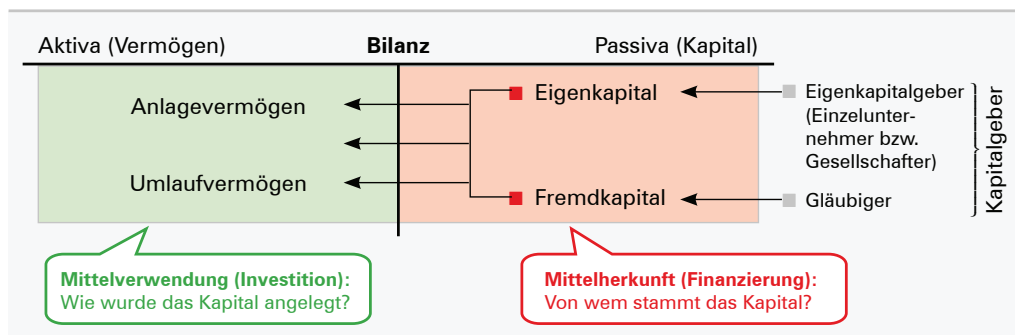 Aktiva (Vermögen) Bilanz Passiva (Kapital)
Anlagevermögen
Umlaufvermögen
Eigenkapital
Fremdkapital
Eigenkapitalgeber
(Einzelunter-
nehmer bzw.
Gesellschafter)
Gläubiger
Kapitalgeber
Mittelverwendung (Investition):
Wie wurde das Kapital angelegt?
Mittelherkunft (Finanzierung):
Von wem stammt das Kapital?